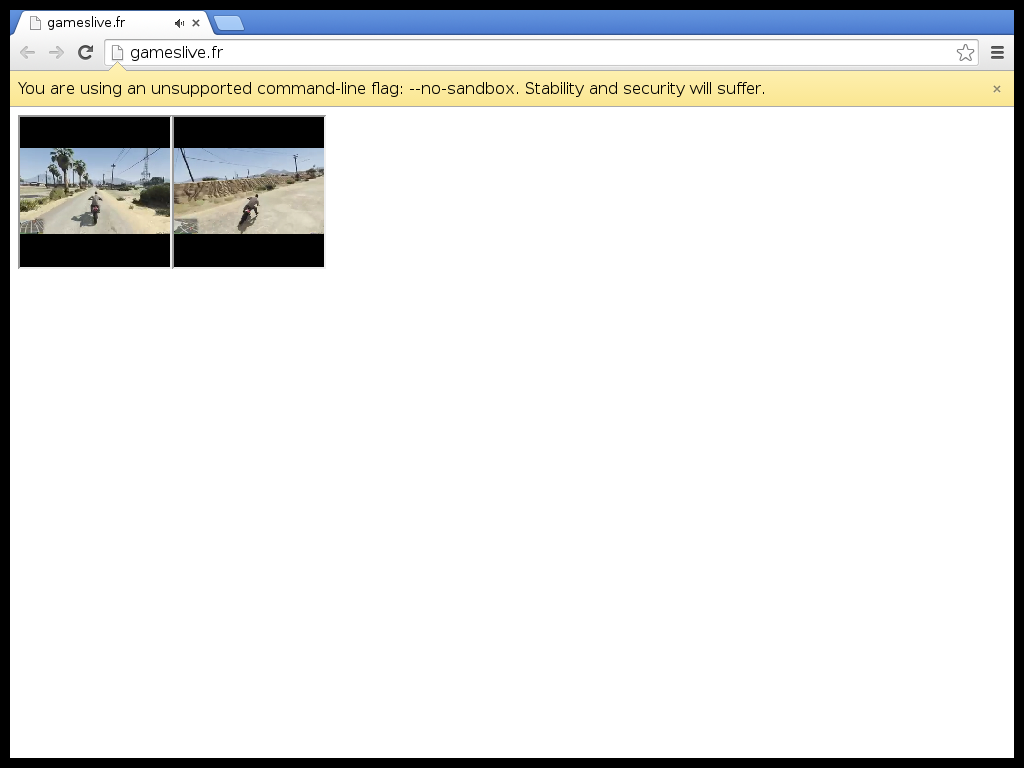 gameslive.fr
gameslive.fr
You are using an unsupported command-line flag: --no-sandbox. Stability and security will suffer.